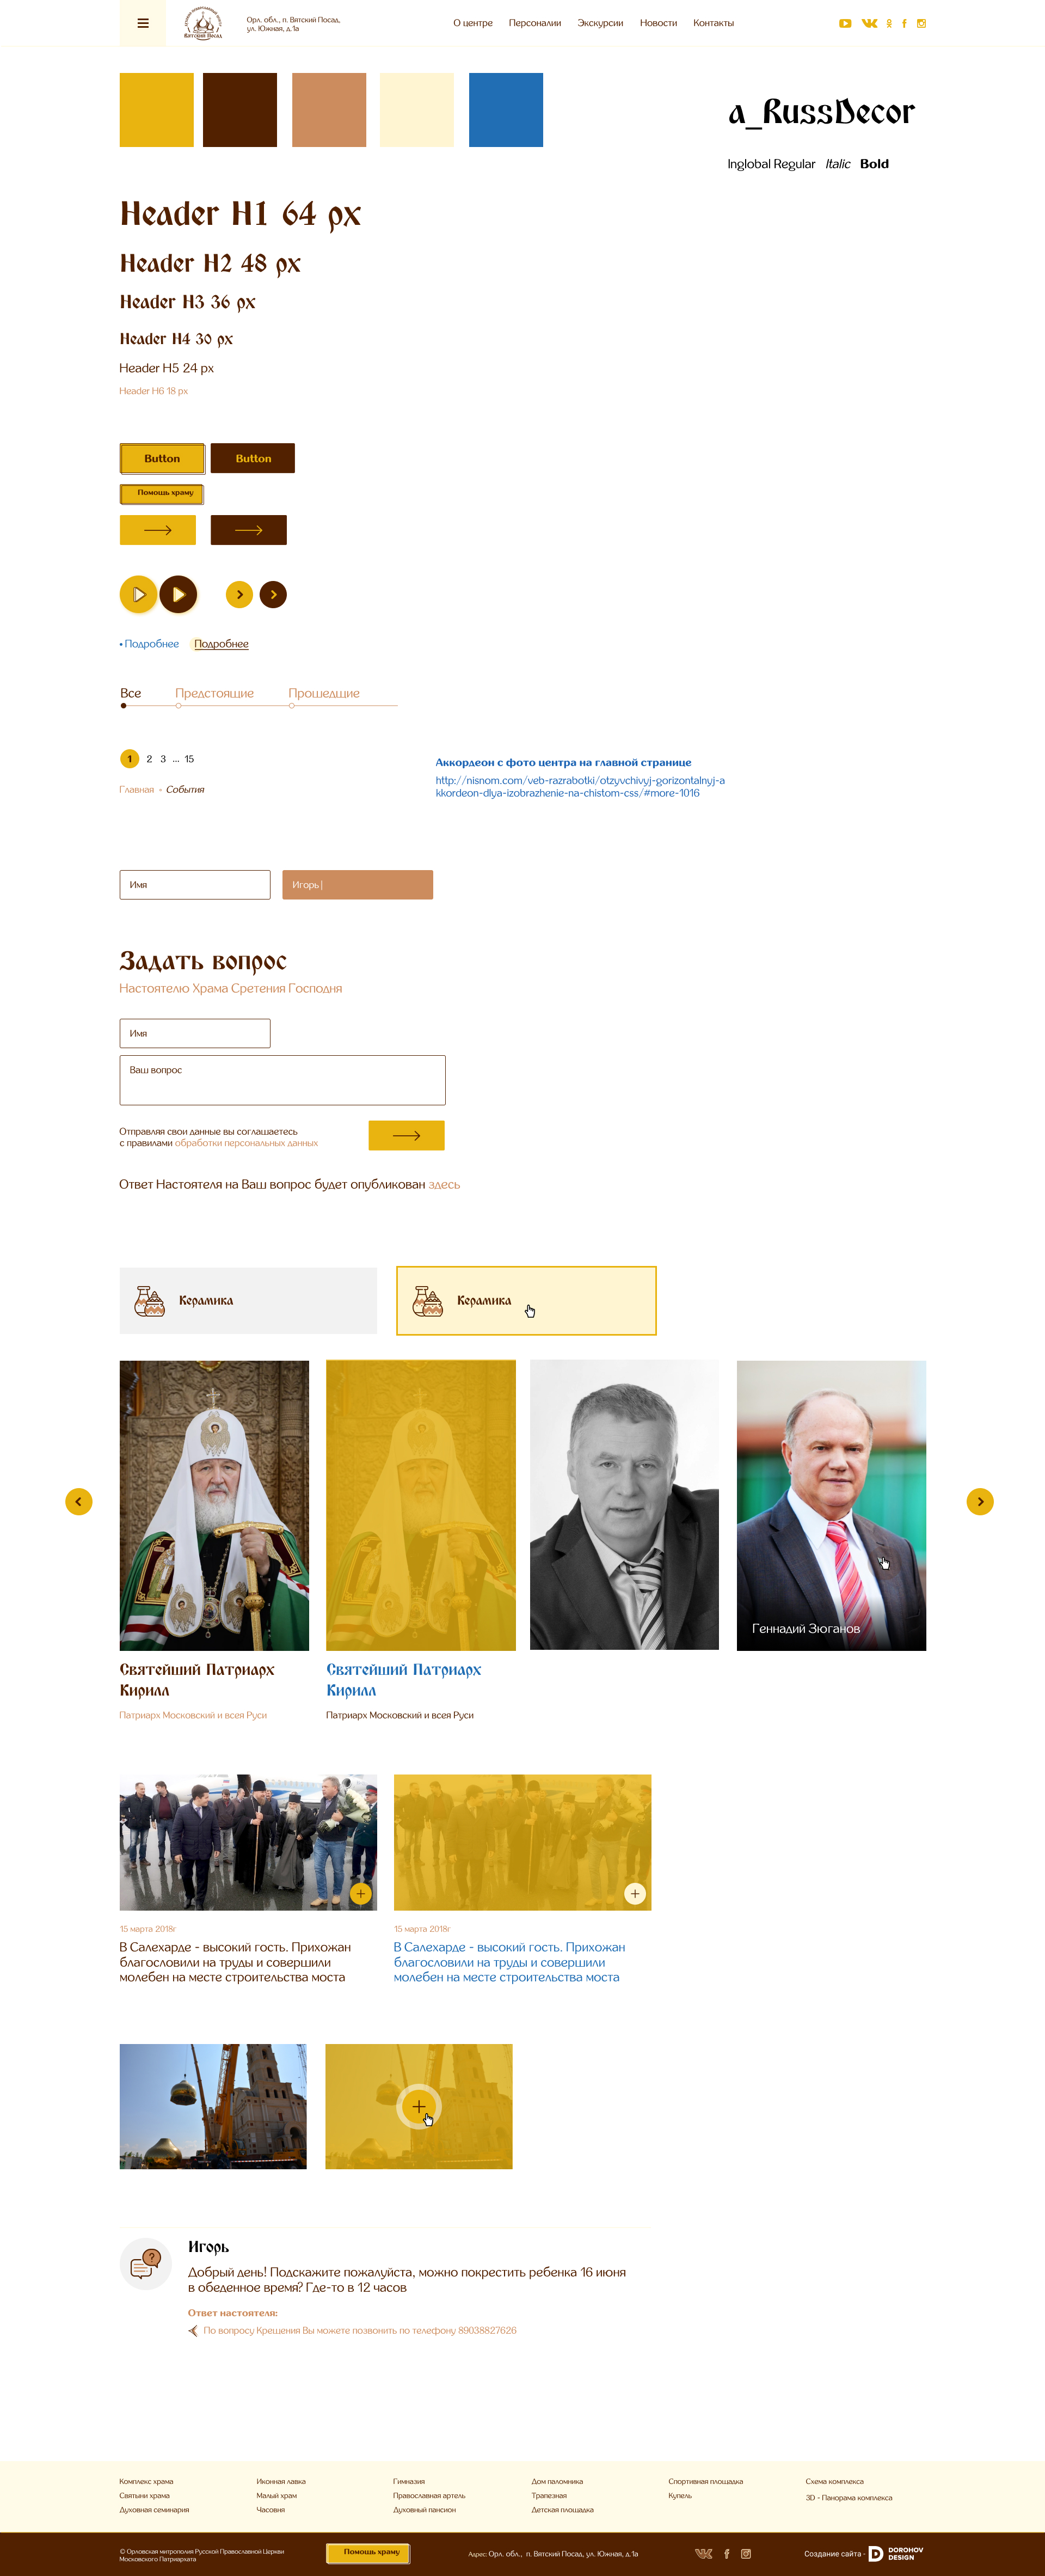 Вятский Посад
Орл. обл., п. Вятский Посад,
ул. Южная, д.1а
О центре Персоналии Экскурсии Новости Контакты
a_RussDecor
Inglobal Regular Italic Bold
Header H1 64 px
Header H2 48 px
Header H3 36 px
Header H4 30 px
Header H5 24 px
Header H6 18 px
Button Button
Помощь храму
Подробнее Подробнее
Все Предстоящие Прошедщие
1 2 3 ... 15
Главная События
Аккордеон с фото центра на главной странице
http://nisnom.com/veb-razrabotki/otzyvchivyj-gorizontalnyj-a
kkordeon-dlya-izobrazhenie-na-chistom-css/#more-1016
Имя Игорь|
Задать вопрос
Настоятелю Храма Сретения Господня
Имя
Ваш вопрос
Отправляя свои данные вы соглашаетесь
с правилами обработки персональных данных
Ответ Настоятеля на Ваш вопрос будет опубликован здесь
Керамика Керамика
Геннадий Зюганов
Святейший Патриарх Святейший Патриарх
Кирилл Кирилл
Патриарх Московский и всея Руси Патриарх Московский и всея Руси
15 марта 2018г 15 марта 2018г
В Салехарде - высокий гость. Прихожан В Салехарде - высокий гость. Прихожан
благословили на труды и совершили благословили на труды и совершили
молебен на месте строительства моста молебен на месте строительства моста
Игорь
Добрый день! Подскажите пожалуйста, можно покрестить ребенка 16 июня
в обеденное время? Где-то в 12 часов
Ответ настоятеля:
По вопросу Крещения Вы можете позвонить по телефону 89038827626
Комплекс храма Иконная лавка Гимназия Дом паломника Спортивная площадка Схема комплекса
Святыни храма Малый храм Православная артель Трапезная Купель 3D - Панорама комплекса
Духовная семинария Часовня Духовный пансион Детская площадка
© Орловская митрополия Русской Православной Церкви
Московского Патриархата
Помощь храму
Адрес: Орл. обл., п. Вятский Посад, ул. Южная, д.1а
Создание сайта - DOROHOV
DESIGN